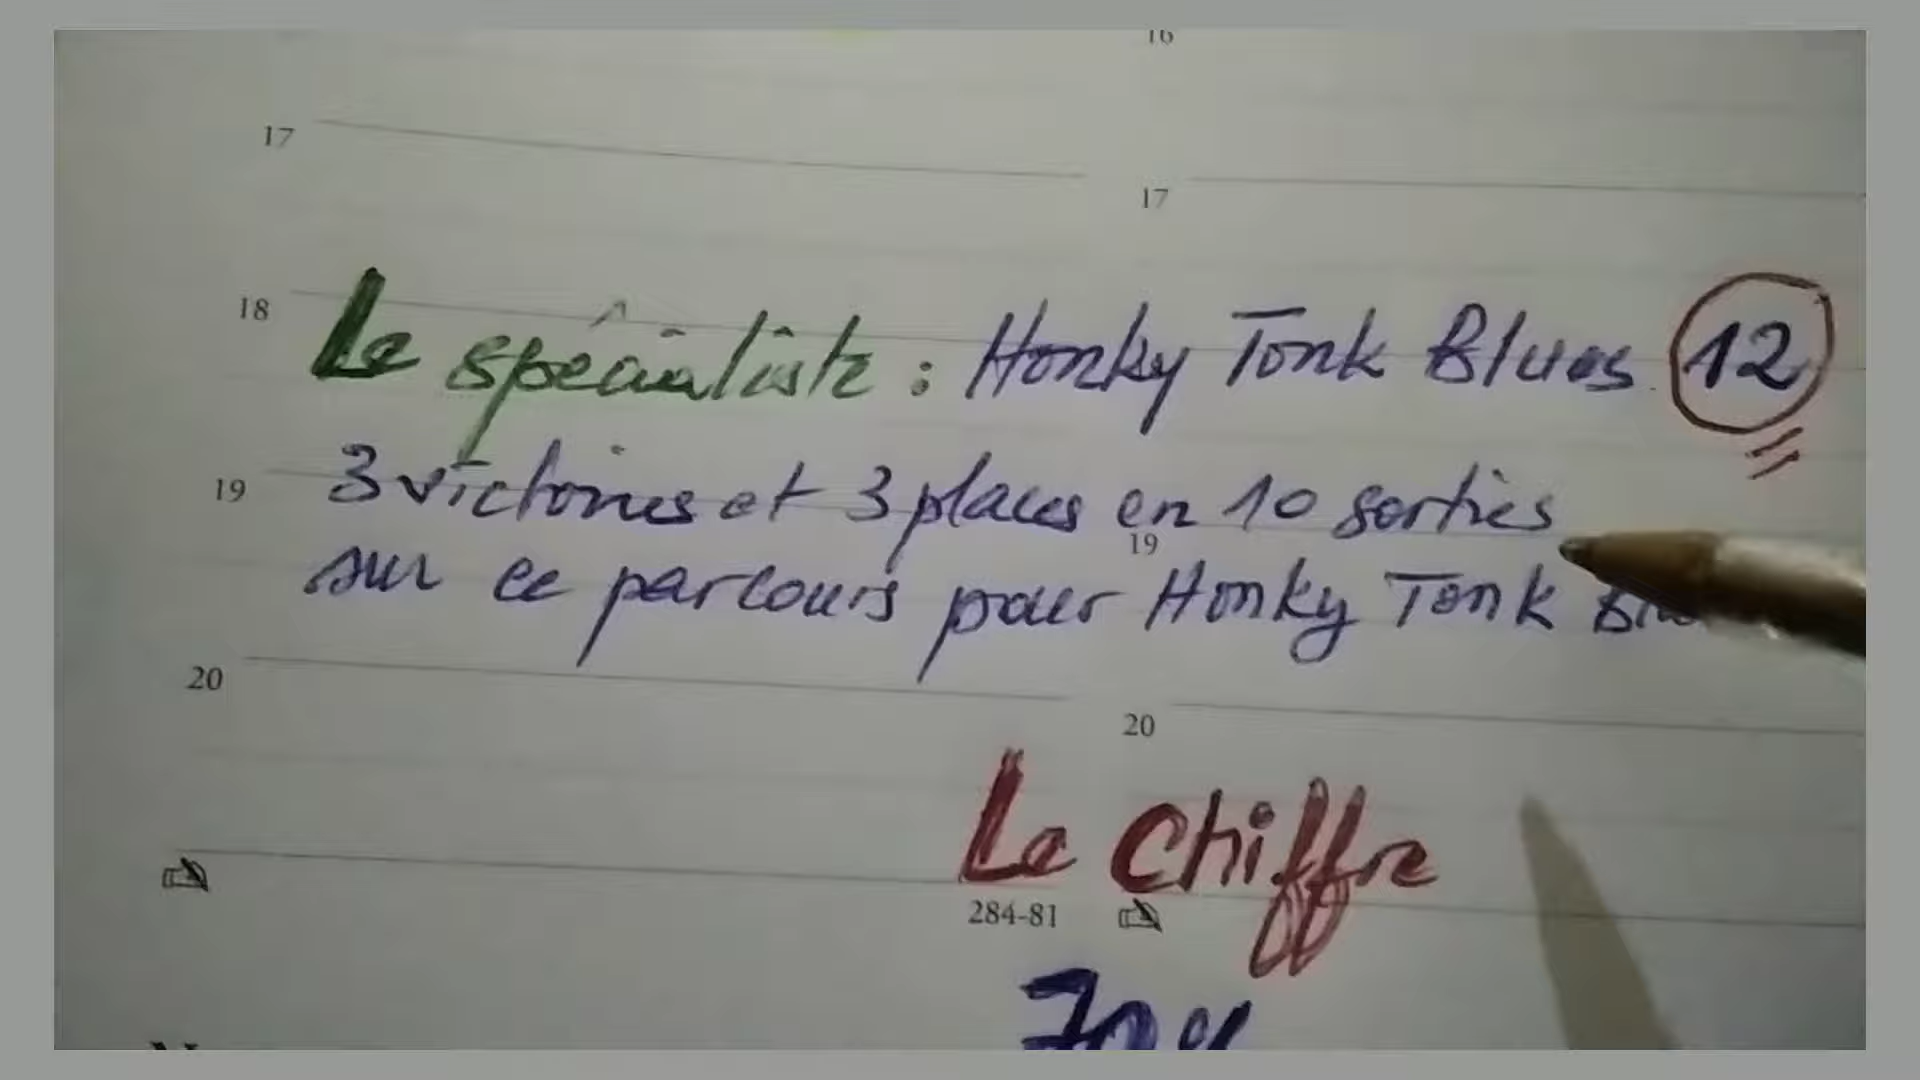 16
17
17
18
Le spécialiste : Honky Tonk Blues 12
19
3 victoires et 3 places en 10 sorties
19
sur ce parcours pour Honky Tonk
20
20
Le Chiffre
284-81